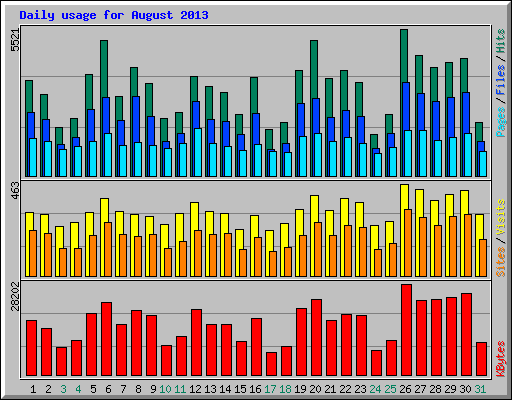 Daily usage for August 2013
5521
Pages / Files / Hits
463
Sites / Visits
28202
KBytes
1 2 3 4 5 6 7 8 9 10 11 12 13 14 15 16 17 18 19 20 21 22 23 24 25 26 27 28 29 30 31